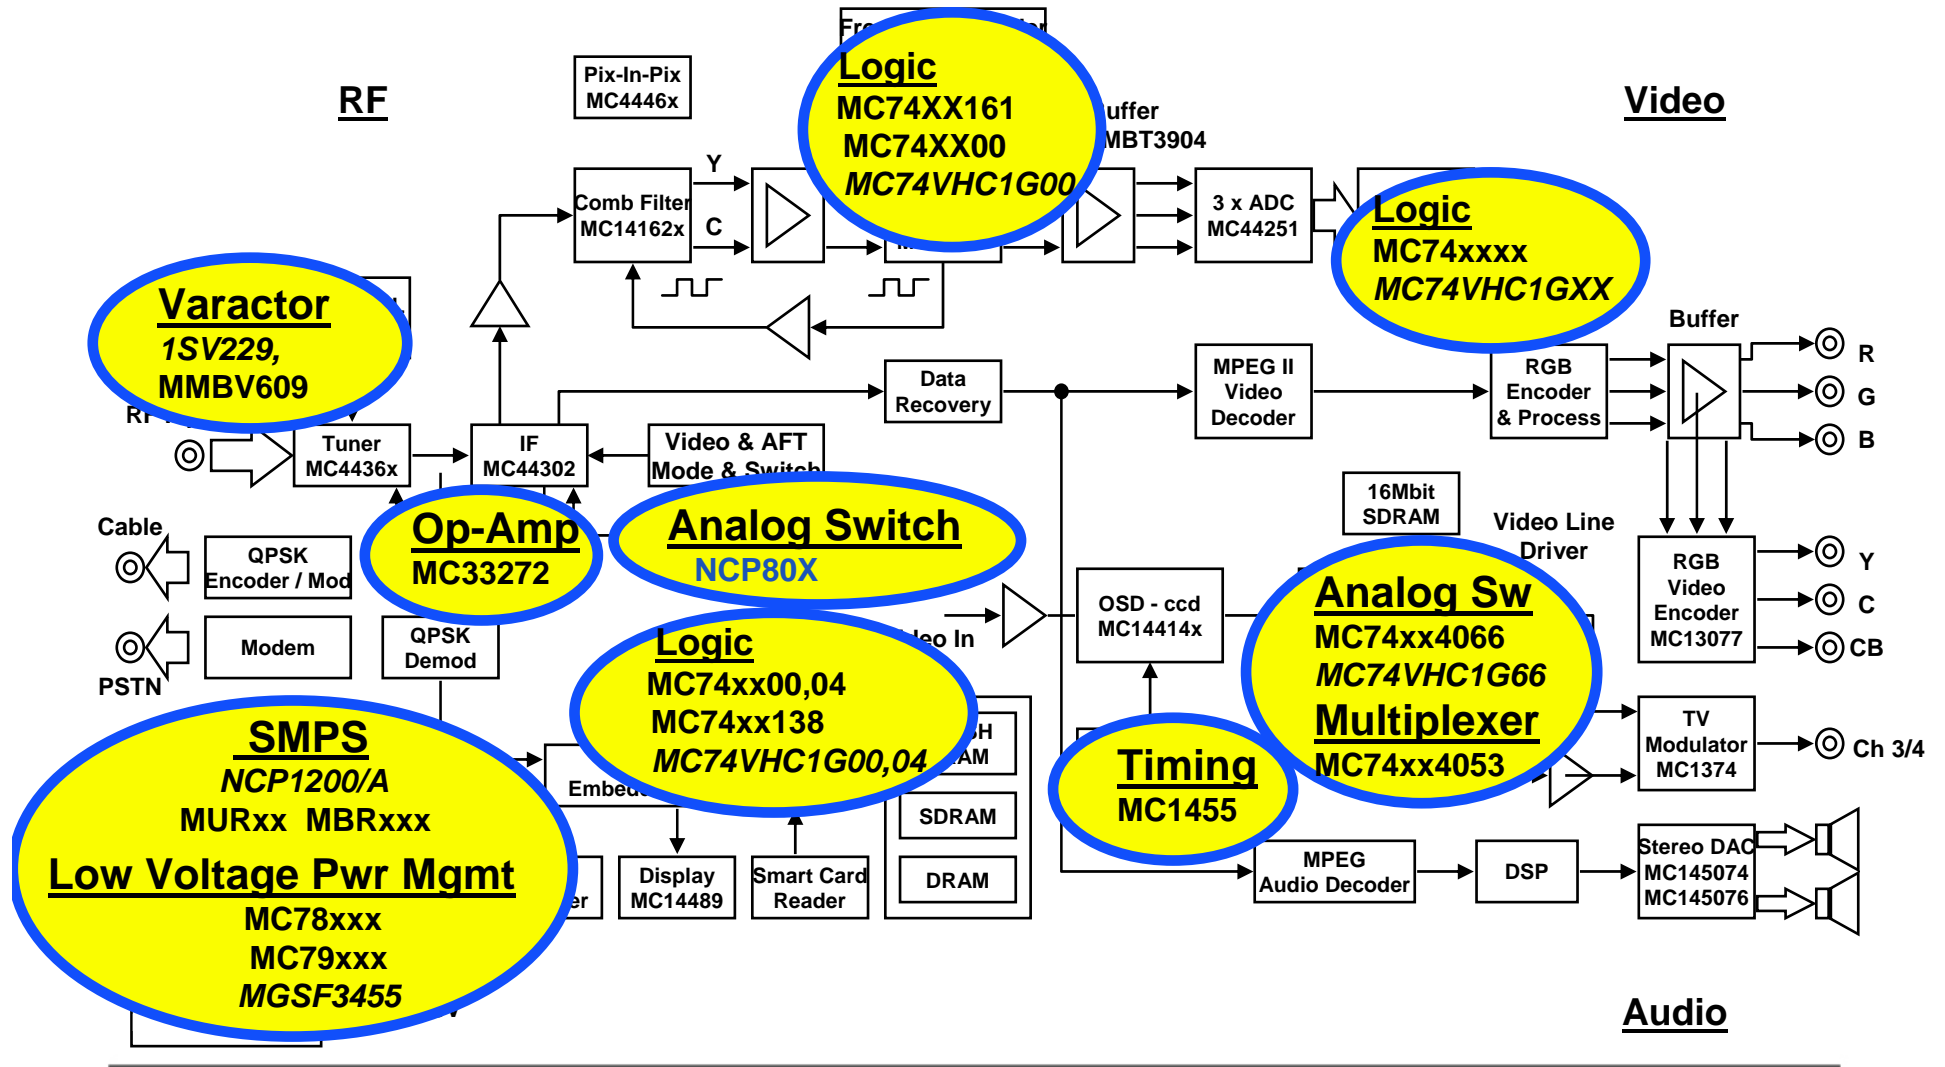 RF
Video
Pix-In-Pix
MC4446x
Logic
MC74XX161
MC74XX00
MC74VHC1G00
MBT3904
Y
C
Comb Filter
MC14162x
3 x ADC
MC44251
Logic
MC74xxxx
MC74VHC1GXX
Varactor
1SV229,
MMBV609
Buffer
R
G
B
Data
Recovery
MPEG II
Video
Decoder
RGB
Encoder
& Process
Tuner
MC4436x
IF
MC44302
Video & AFT
Mode & Switch
16Mbit
SDRAM
Video Line
Driver
Op-Amp
MC33272
Analog Switch
NCP80X
Cable
QPSK
Encoder / Mod
PSTN
Modem
QPSK
Demod
OSD - ccd
MC14414x
Analog Sw
MC74xx4066
MC74VHC1G66
Multiplexer
MC74xx4053
RGB
Video
Encoder
MC13077
Y
C
CB
Logic
MC74xx00,04
MC74xx138
MC74VHC1G00,04
In
Timing
MC1455
TV
Modulator
MC1374
Ch 3/4
SMPS
NCP1200/A
MURxx MBRxxx
Low Voltage Pwr Mgmt
MC78xxx
MC79xxx
MGSF3455
SDRAM
DRAM
Display
MC14489
Smart Card
Reader
MPEG
Audio Decoder
DSP
Stereo DAC
MC145074
MC145076
Audio